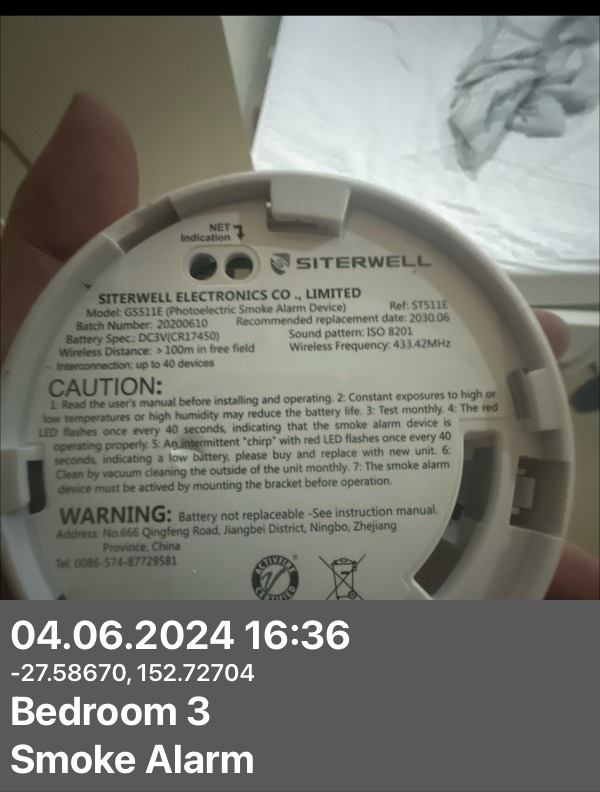 NET
Indication
SITERWELL
SITERWELL ELECTRONICS CO ., LIMITED
Model: GS511E (Photoelectric Smoke Alarm Device) Ref: ST511E
Batch Number: 20200610 Recommended replacement date: 2030.06
Battery Spec.: DC3V(CR17450) Sound pattern: ISO 8201
Wireless Distance: > 100m in free field Wireless Frequency: 433.42MHz
Interconnection: up to 40 devices
CAUTION:
1: Read the user's manual before installing and operating. 2: Constant exposures to high or
low temperatures or high humidity may reduce the battery life. 3: Test monthly. 4: The red
LED flashes once every 40 seconds, indicating that the smoke alarm device is
operating properly. 5: An intermittent "chirp" with red LED flashes once every 40
seconds, indicating a low battery, please buy and replace with new unit. 6:
Clean by vacuum cleaning the outside of the unit monthly. 7: The smoke alarm
device must be actived by mounting the bracket before operation.
WARNING: Battery not replaceable -See instruction manual.
Address: No.666 Qingfeng Road, Jiangbei District, Ningbo, Zhejiang
Province, China
Tel: 0086-574-87729581
ACTIVFIRE
04.06.2024 16:36
-27.58670, 152.72704
Bedroom 3
Smoke Alarm